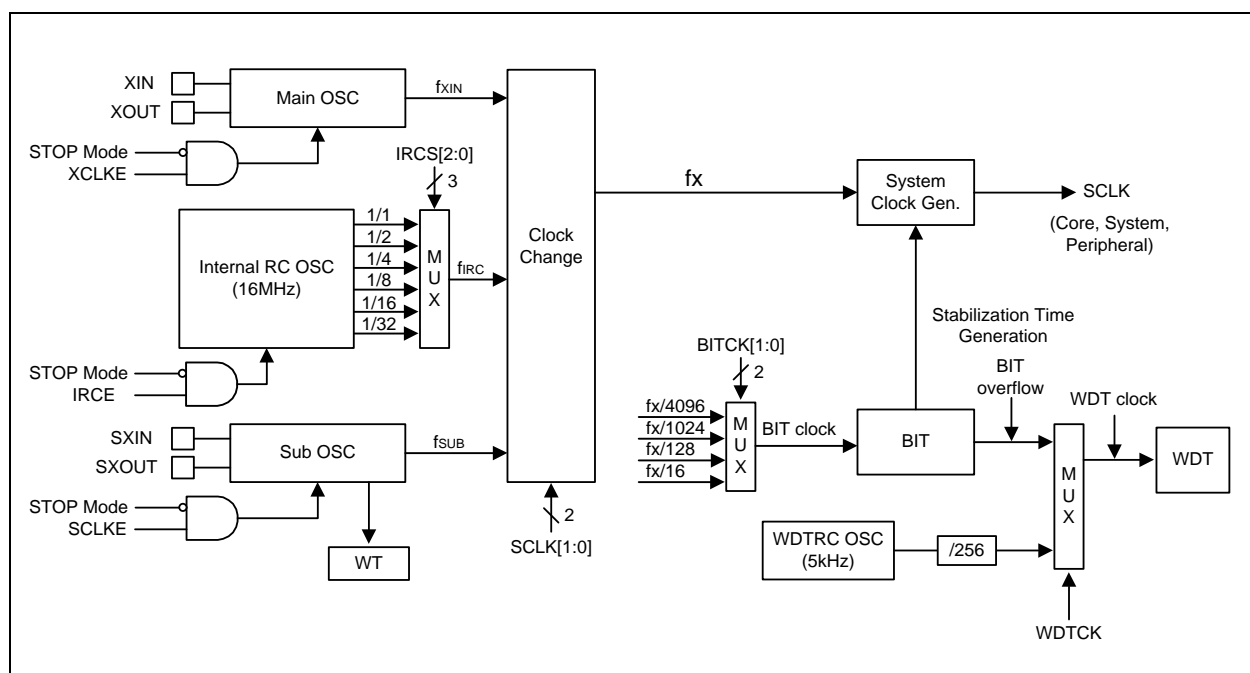 XIN
XOUT
Main OSC
fXIN
STOP Mode
XCLKE
IRCS[2:0]
3
Internal RC OSC
(16MHz)
1/1
1/2
1/4
1/8
1/16
1/32
M
U
X
fIRC
STOP Mode
IRCE
SXIN
SXOUT
Sub OSC
fSUB
STOP Mode
SCLKE
WT
Clock
Change
2
SCLK[1:0]
fx
System
Clock Gen.
SCLK
(Core, System,
Peripheral)
Stabilization Time
Generation
BITCK[1:0]
2
fx/4096
fx/1024
fx/128
fx/16
M
U
X
BIT clock
BIT
BIT
overflow
WDT clock
M
U
X
WDT
WDTRC OSC
(5kHz)
/256
WDTCK